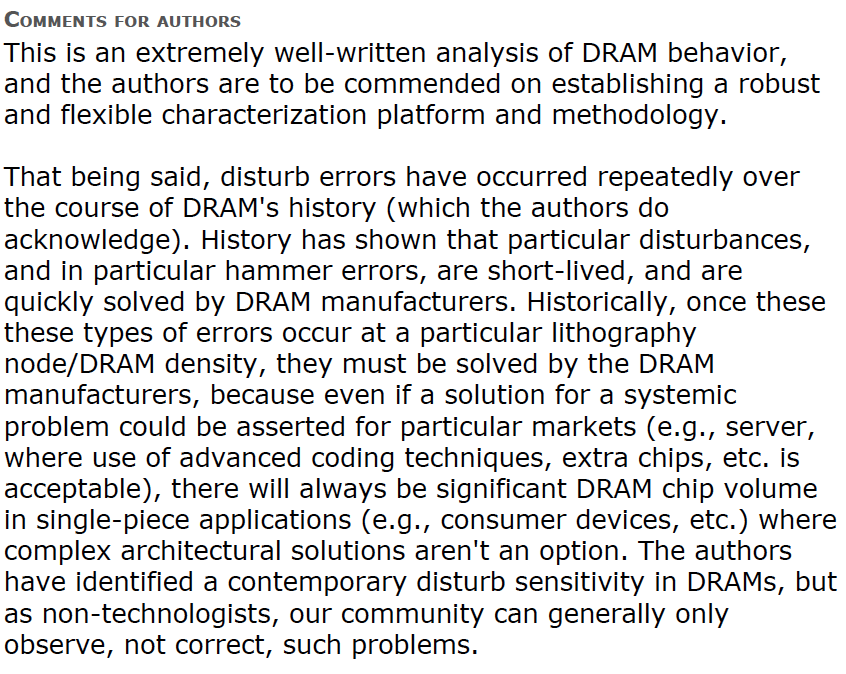 COMMENTS FOR AUTHORS
This is an extremely well-written analysis of DRAM behavior,
and the authors are to be commended on establishing a robust
and flexible characterization platform and methodology.
That being said, disturb errors have occurred repeatedly over
the course of DRAM's history (which the authors do
acknowledge). History has shown that particular disturbances,
and in particular hammer errors, are short-lived, and are
quickly solved by DRAM manufacturers. Historically, once these
these types of errors occur at a particular lithography
node/DRAM density, they must be solved by the DRAM
manufacturers, because even if a solution for a systemic
problem could be asserted for particular markets (e.g., server,
where use of advanced coding techniques, extra chips, etc. is
acceptable), there will always be significant DRAM chip volume
in single-piece applications (e.g., consumer devices, etc.) where
complex architectural solutions aren't an option. The authors
have identified a contemporary disturb sensitivity in DRAMs, but
as non-technologists, our community can generally only
observe, not correct, such problems.